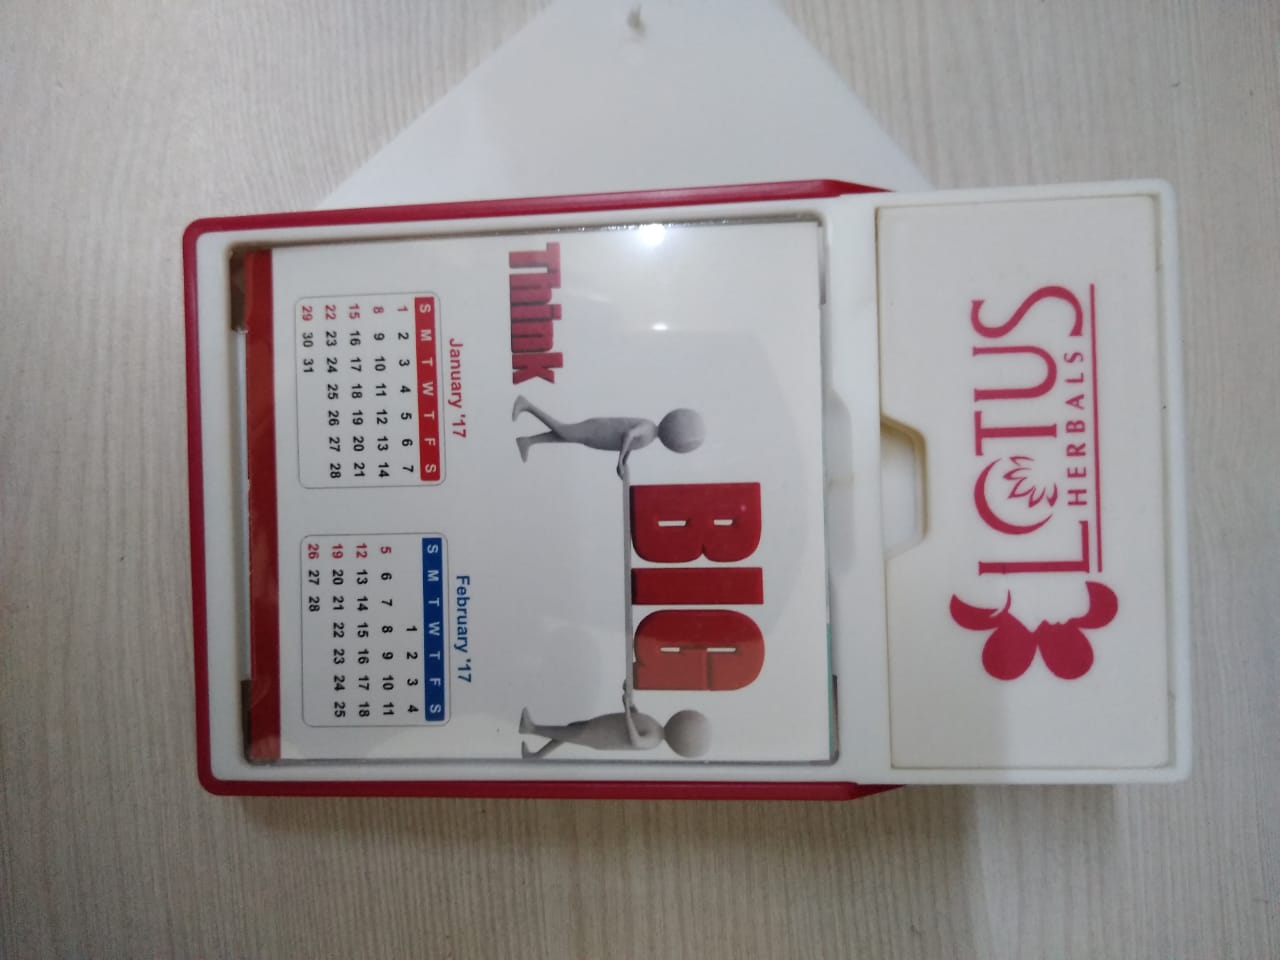 LOTUS
HERBALS
Think
BIG
January '17
S M T W T F S
1 2 3 4 5 6 7
8 9 10 11 12 13 14
15 16 17 18 19 20 21
22 23 24 25 26 27 28
29 30 31
February '17
S M T W T F S
1 2 3 4
5 6 7 8 9 10 11
12 13 14 15 16 17 18
19 20 21 22 23 24 25
26 27 28